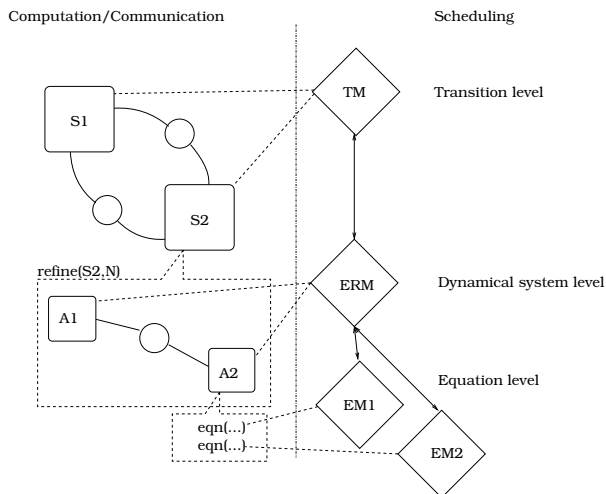 Computation/Communication
Scheduling
TM
Transition level
S1
S2
refine(S2,N)
ERM
Dynamical system level
A1
A2
Equation level
EM1
eqn(...)
eqn(...)
EM2